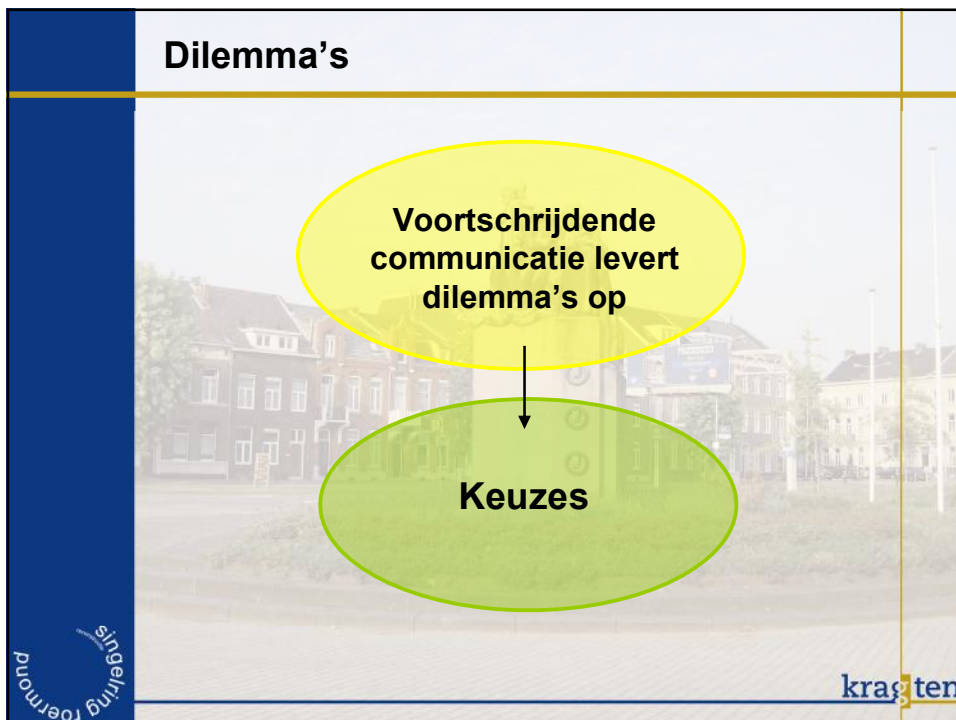 Dilemma's
Voortschrijdende
communicatie levert
dilemma's op
Keuzes
singelring roermond
kragten